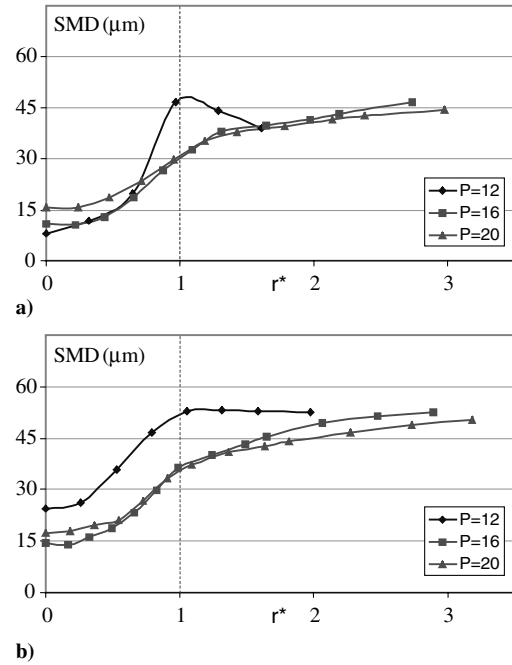 SMD (μm)
60
45
30
15
0
P=12
P=16
P=20
0 1 r* 2 3
a)
SMD (μm)
60
45
30
15
0
P=12
P=16
P=20
0 1 r* 2 3
b)